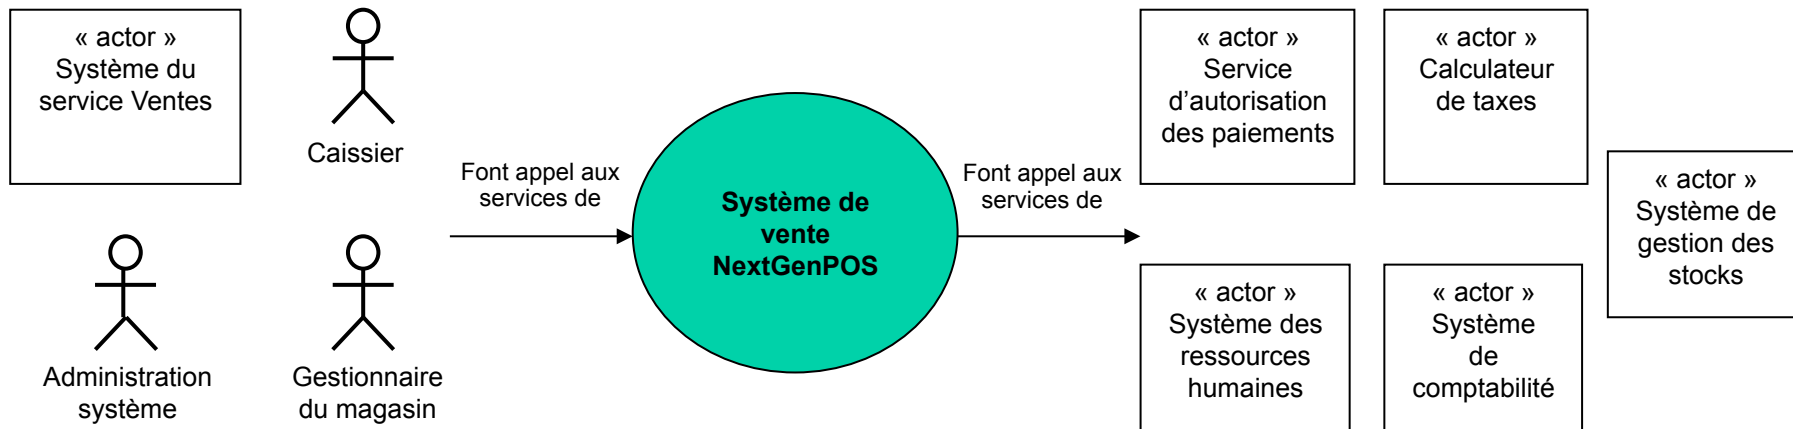 « actor »
Système du
service Ventes
Caissier
Administration
système
Gestionnaire
du magasin
Font appel aux
services de
Système de
vente
NextGenPOS
Font appel aux
services de
« actor »
Service
d’autorisation
des paiements
« actor »
Calculateur
de taxes
« actor »
Système de
gestion des
stocks
« actor »
Système des
ressources
humaines
« actor »
Système
de
comptabilité